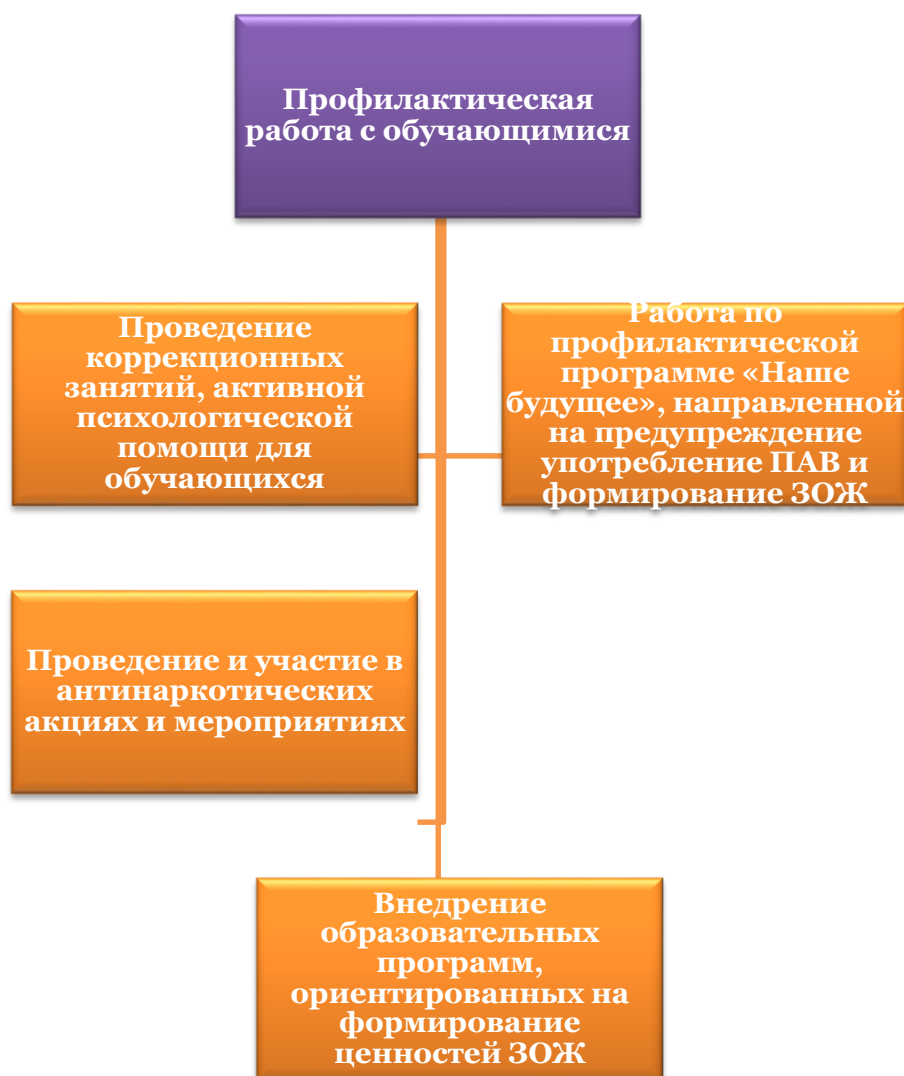 Профилактическая
работа с обучающимися
Проведение
коррекционных
занятий, активной
психологической
помощи для
обучающихся
Работа по
профилактической
программе «Наше
будущее», направленной
на предупреждение
употребление ПАВ и
формирование ЗОЖ
Проведение и участие в
антинаркотических
акциях и мероприятиях
Внедрение
образовательных
программ,
ориентированных на
формирование
ценностей ЗОЖ